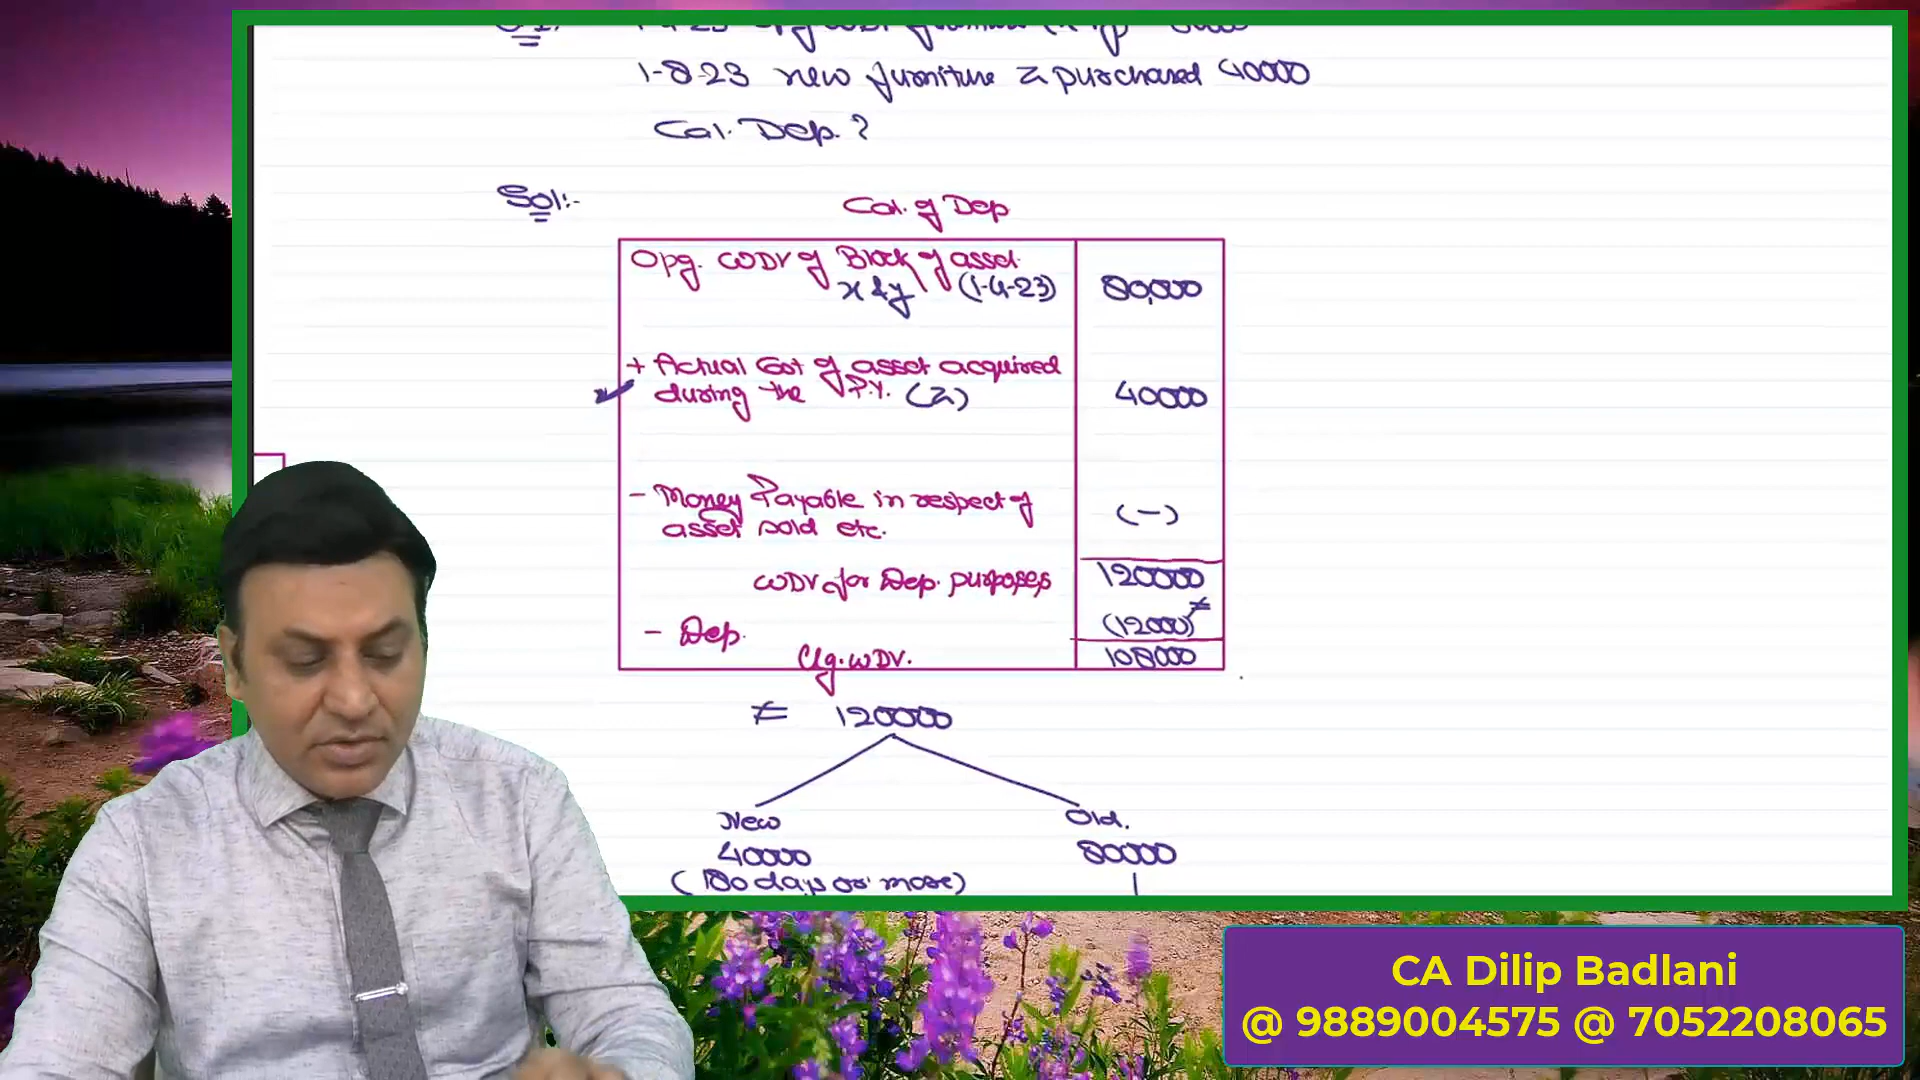 1-8-23 new furniture z purchased 40000
Cal. Dep. ?
Sol:-
Cal. of Dep
Opg. WDV of Block of asset
x & y (1-4-23) 80,000
+ Actual Cost of asset acquired
during the P.Y. (z) 40000
- Money Payable in respect of
asset sold etc. (-)
WDV for Dep. purposes 120000
- Dep. (12000) ≠
Clg. WDV. 108000
≠ 120000
New Old.
40000 80000
(180 days or more)
CA Dilip Badlani
@ 9889004575 @ 7052208065